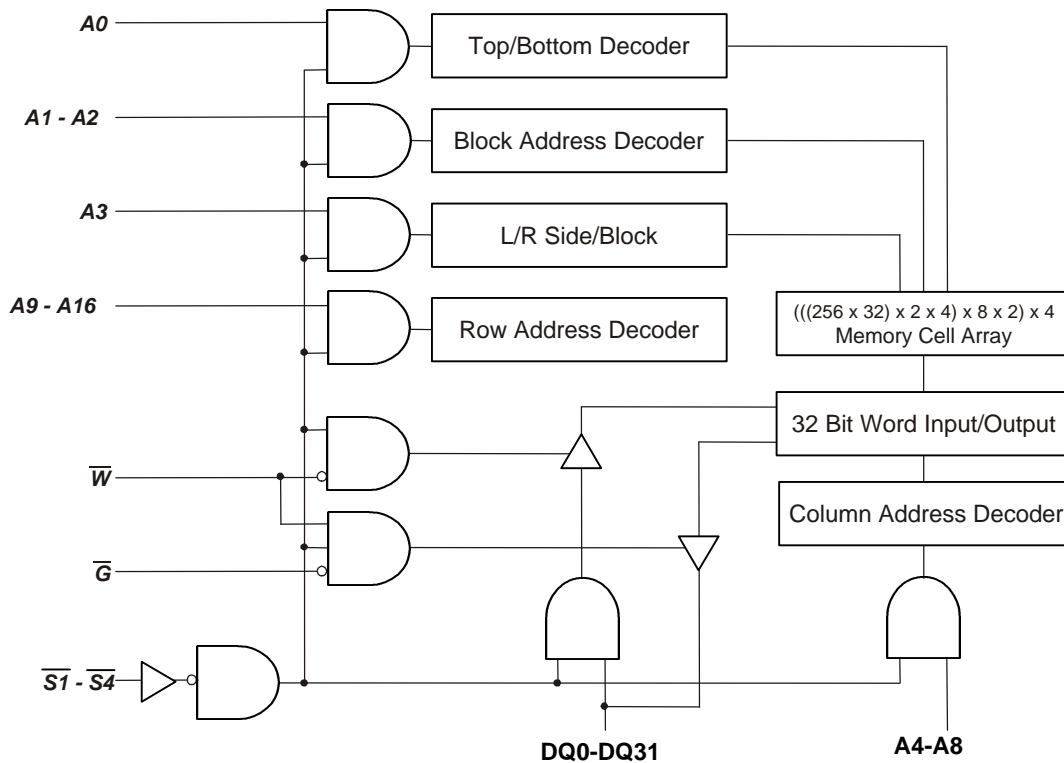 A0
Top/Bottom Decoder
A1 - A2
Block Address Decoder
A3
L/R Side/Block
A9 - A16
Row Address Decoder
(((256 x 32) x 2 x 4) x 8 x 2) x 4
Memory Cell Array
32 Bit Word Input/Output
W̅
Column Address Decoder
G̅
S̅1̅ - S̅4̅
DQ0-DQ31
A4-A8